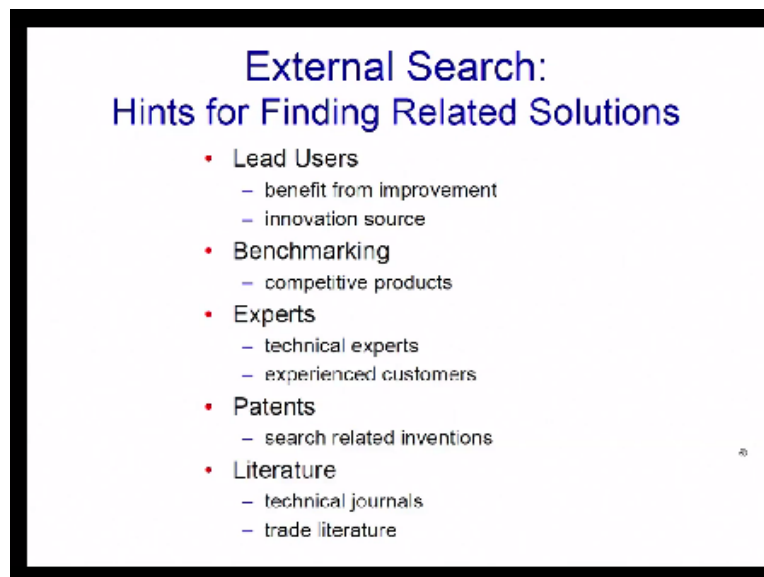 External Search:
Hints for Finding Related Solutions
• Lead Users
– benefit from improvement
– innovation source
• Benchmarking
– competitive products
• Experts
– technical experts
– experienced customers
• Patents
– search related inventions
• Literature
– technical journals
– trade literature